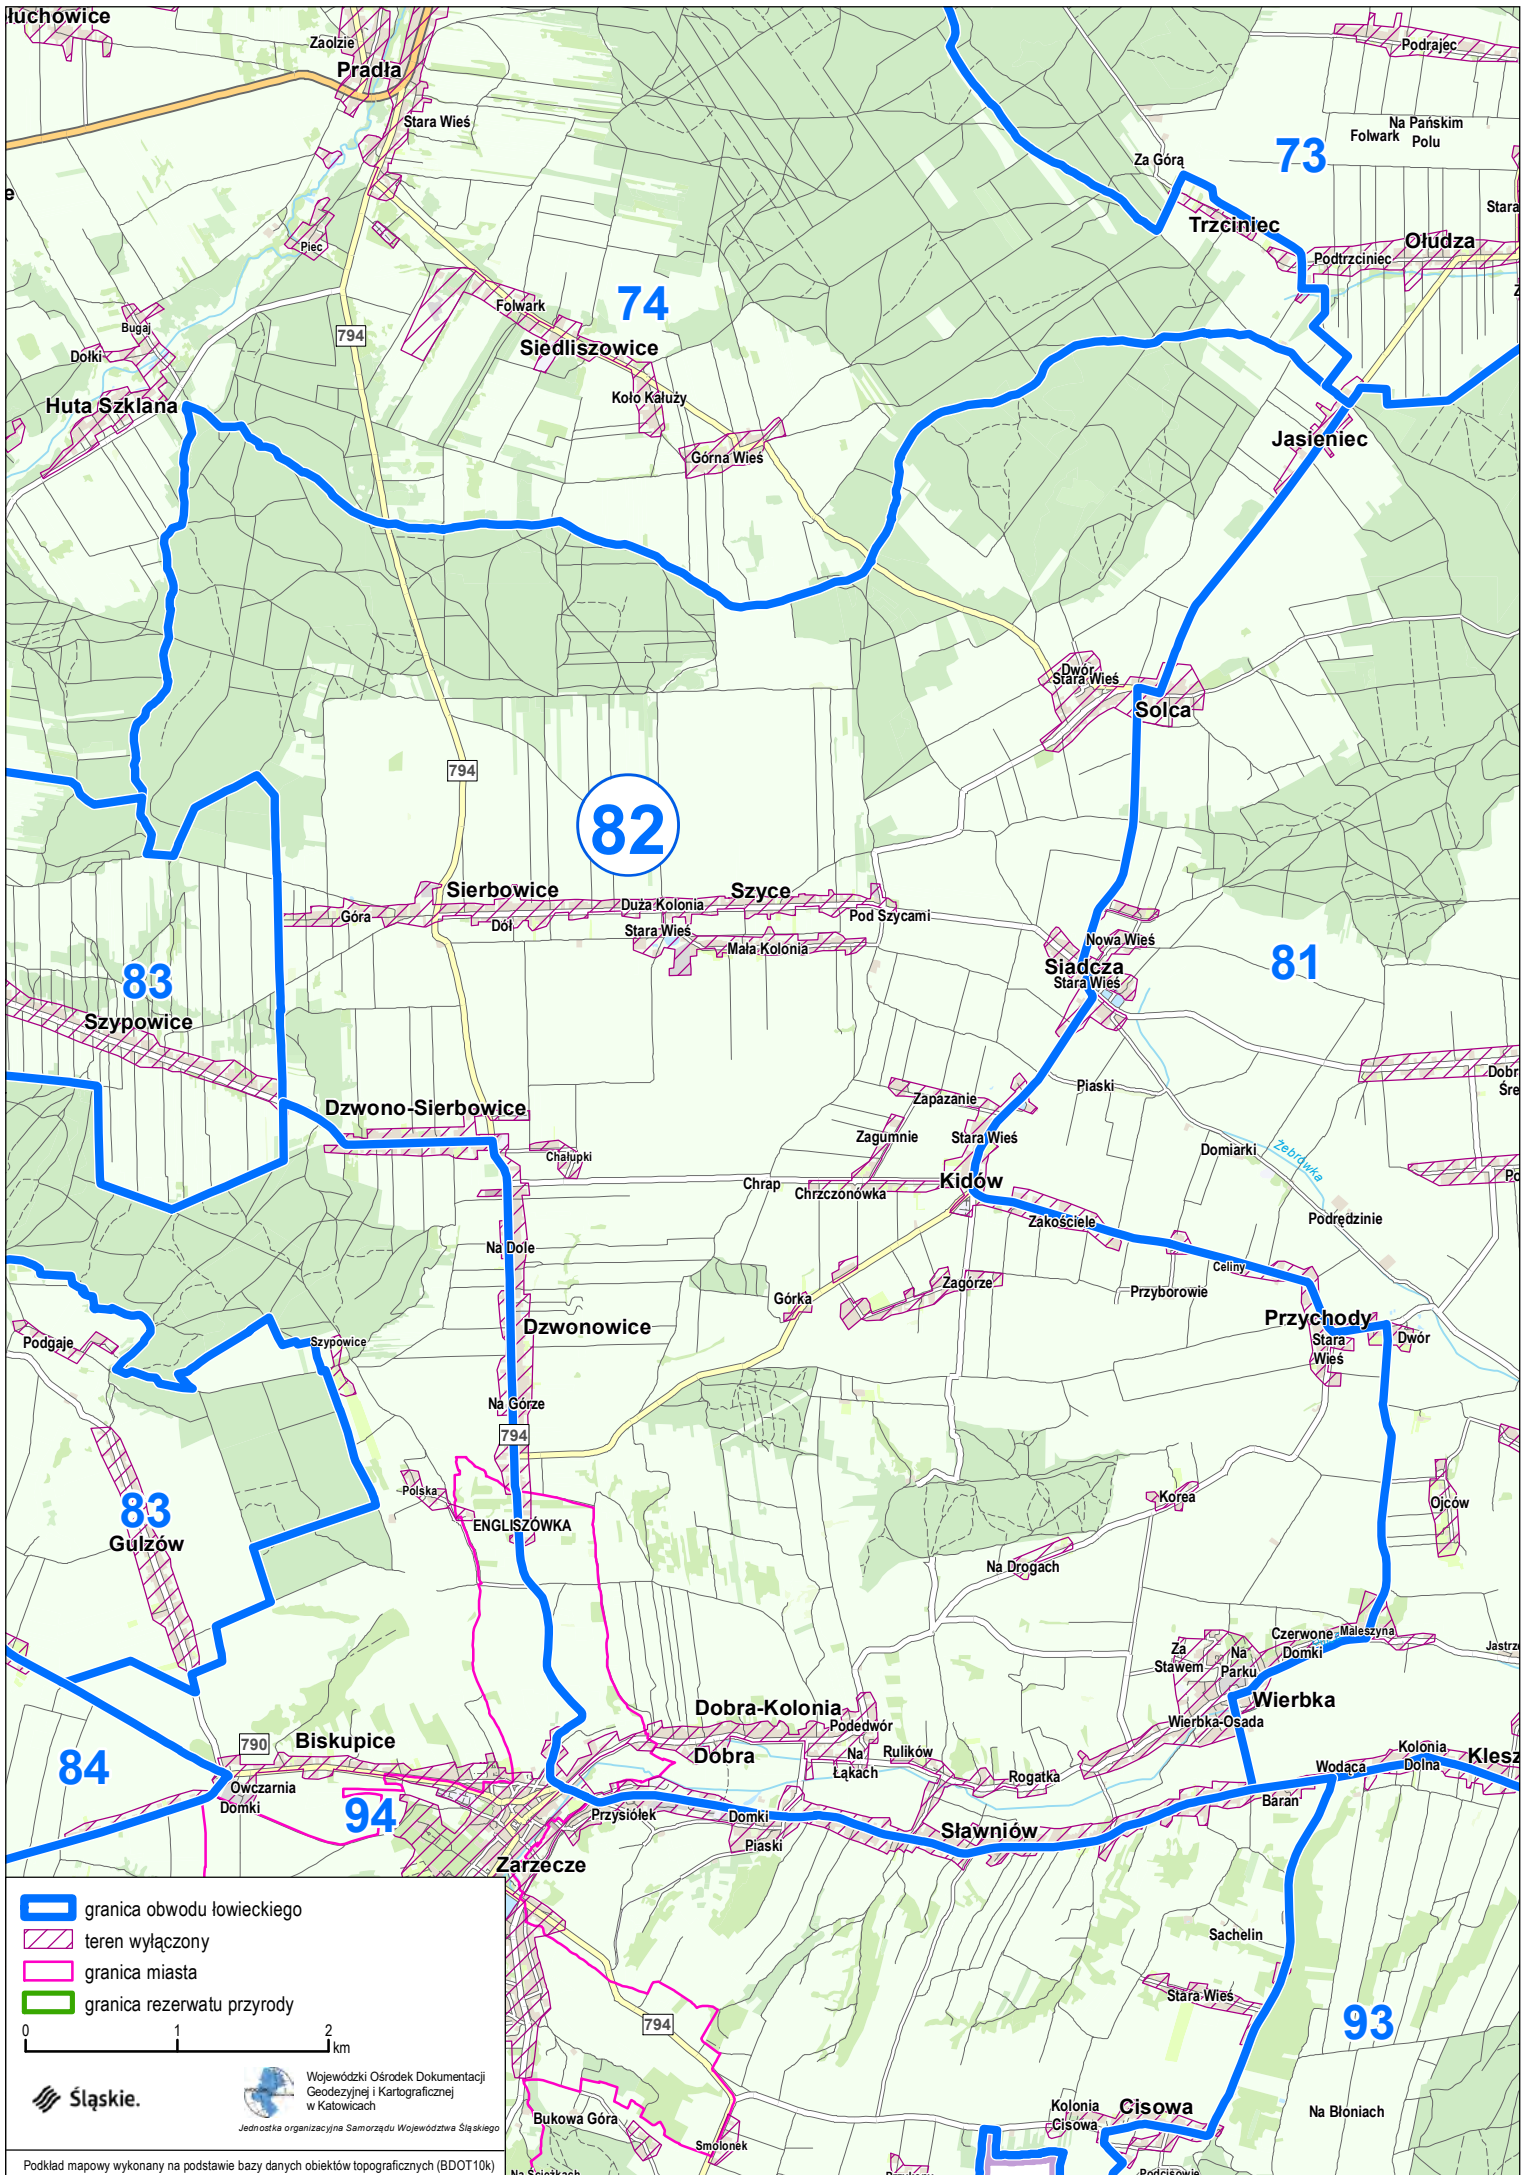 łuchowice
Zaolzie
Pradła
Podrajec
Stara Wieś
Na Pańskim
Folwark
Polu
73
Za Górą
e
Stara
Trzciniec
Ołudza
Piec
Podtrzciniec
Folwark
74
Bugaj
794
Siedliszowice
Dołki
Koło Kałuży
Huta Szklana
Jasieniec
Górna Wieś
Dwór
Stara Wieś
Solca
794
82
Sierbowice
Szyce
Góra
Duża Kolonia
Dół
Pod Szycami
Stara Wieś
Mała Kolonia
Nowa Wieś
Siadcza
Stara Wieś
81
83
Szypowice
Dobr
Śre
Piaski
Zapazanie
Dzwono-Sierbowice
Zagumnie
Stara Wieś
Chałupki
Domiarki
Żebrówka
Po
Chrap
Chrzczonówka
Kidów
Zakościele
Podrędzinie
Na Dole
Celiny
Zagórze
Przyborowie
Górka
Przychody
Dzwonowice
Stara
Wieś
Dwór
Podgaje
Szypowice
Na Górze
794
Polska
Korea
Ojców
83
Gulzów
ENGLISZÓWKA
Na Drogach
Czerwone
Domki
Maleszyna
Jastrz
Za
Stawem
Na
Parku
Wierbka
Wierbka-Osada
Dobra-Kolonia
Podedwór
790
Biskupice
Dobra
Na
Łąkach
Rulików
Kolonia
Dolna
Klesz
84
Owczarnia
Domki
Rogatka
Wodąca
Baran
94
Przysiółek
Domki
Sławniów
Piaski
Zarzecze
Sachelin
Stara Wieś
93
794
Kolonia
Cisowa
Cisowa
Na Błoniach
Bukowa Góra
Smolonek
Na Ścieżkach
Podcisowie
granica obwodu łowieckiego
teren wyłączony
granica miasta
granica rezerwatu przyrody
0 1 2
km
Śląskie.
Wojewódzki Ośrodek Dokumentacji
Geodezyjnej i Kartograficznej
w Katowicach
Jednostka organizacyjna Samorządu Województwa Śląskiego
Podkład mapowy wykonany na podstawie bazy danych obiektów topograficznych (BDOT10k)